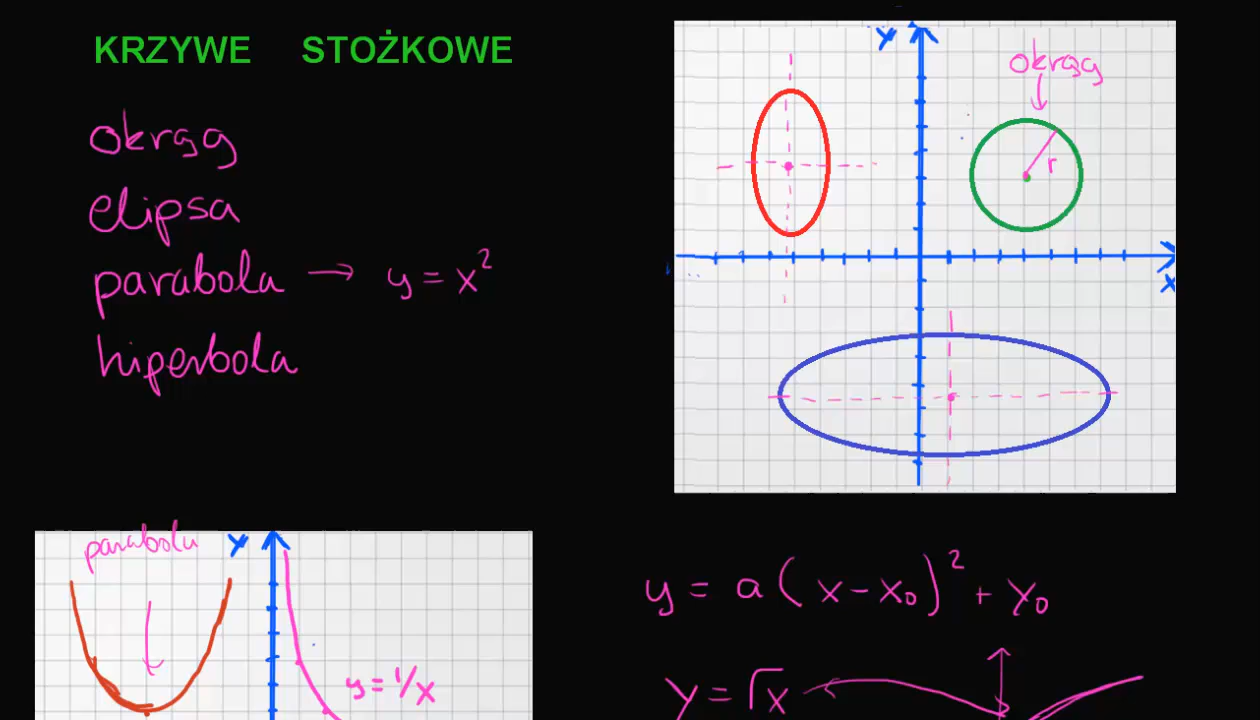 KRZYWE STOŻKOWE
okrąg
elipsa
parabola → y = x²
hiperbola
y
okrąg
r
x
parabola
y
y = 1/x
y = a(x - x₀)² + y₀
y = √x